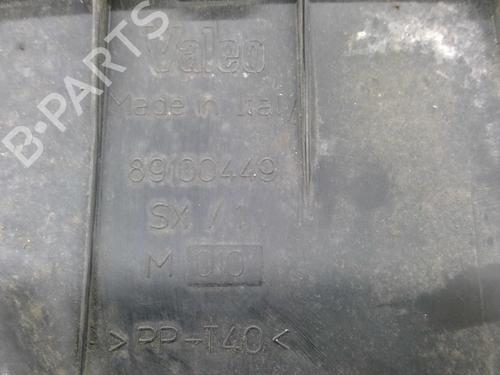 Valeo
Made in Italy
89100449
SX / 1
M 010
>PP-T40<
B-PARTS